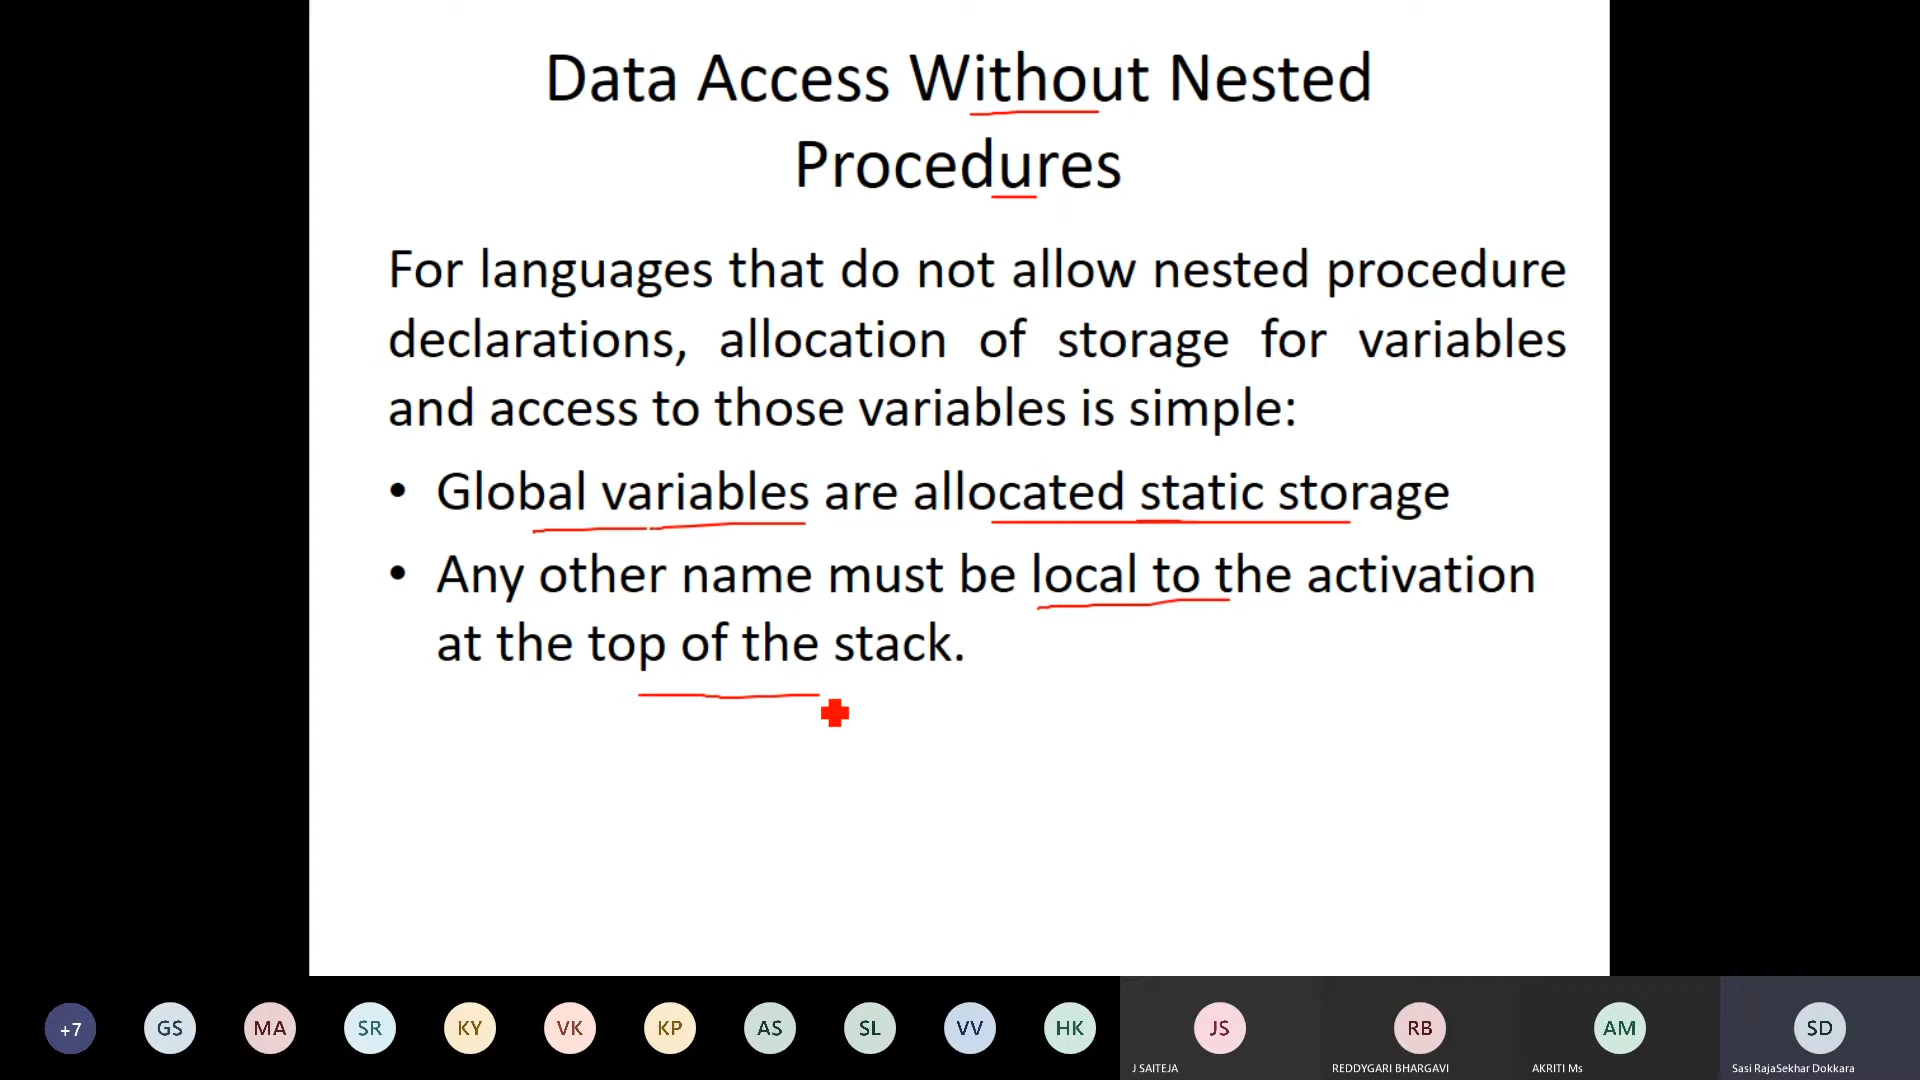 Data Access Without Nested
Procedures
For languages that do not allow nested procedure
declarations, allocation of storage for variables
and access to those variables is simple:
• Global variables are allocated static storage
• Any other name must be local to the activation
at the top of the stack.
+7 GS MA SR KY VK KP AS SL VV HK JS RB AM SD
J SAITEJA REDDYGARI BHARGAVI AKRITI Ms Sasi RajaSekhar Dokkara